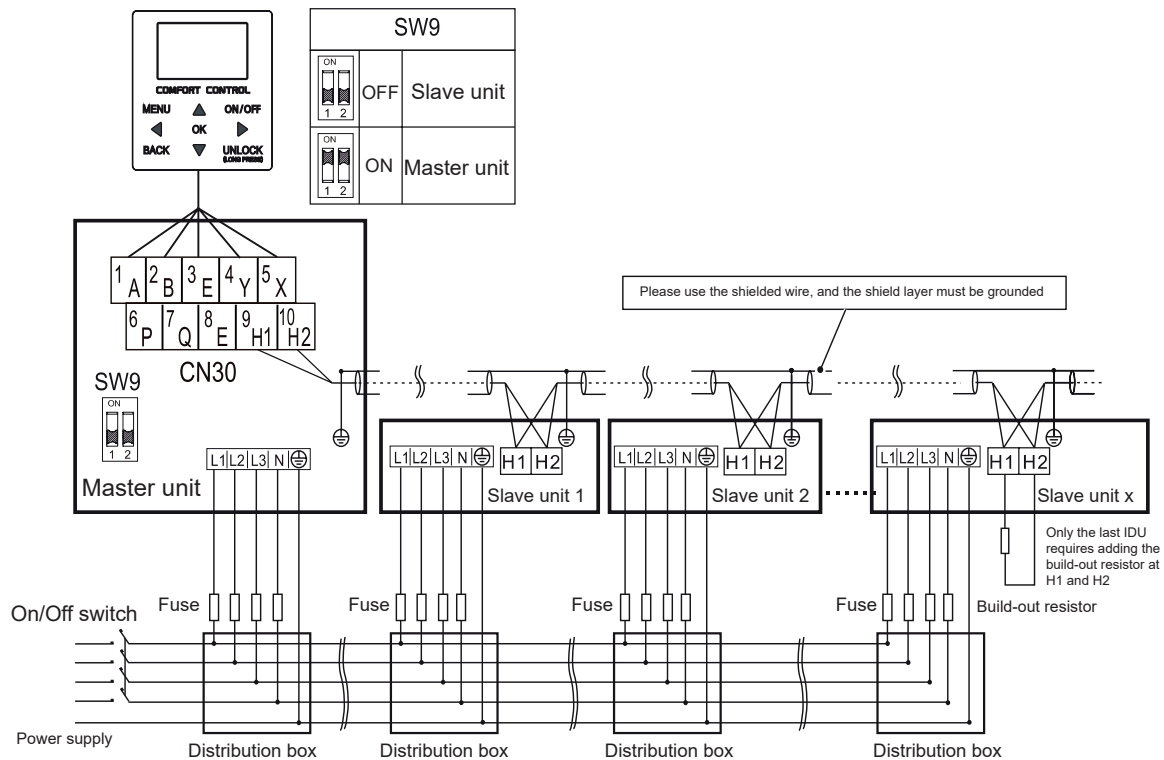 COMFORT CONTROL
MENU ON/OFF
OK
BACK UNLOCK
(LONG PRESS)
SW9
ON
1 2
OFF
Slave unit
ON
1 2
ON
Master unit
1 A 2 B 3 E 4 Y 5 X
6 P 7 Q 8 E 9 H1 10 H2
CN30
SW9
ON
1 2
L1 L2 L3 N
Master unit
Please use the shielded wire, and the shield layer must be grounded
L1 L2 L3 N
H1 H2
Slave unit 1
L1 L2 L3 N
H1 H2
Slave unit 2
L1 L2 L3 N
H1 H2
Slave unit x
Only the last IDU
requires adding the
build-out resistor at
H1 and H2
Build-out resistor
On/Off switch
Fuse
Fuse
Fuse
Fuse
Power supply
Distribution box
Distribution box
Distribution box
Distribution box